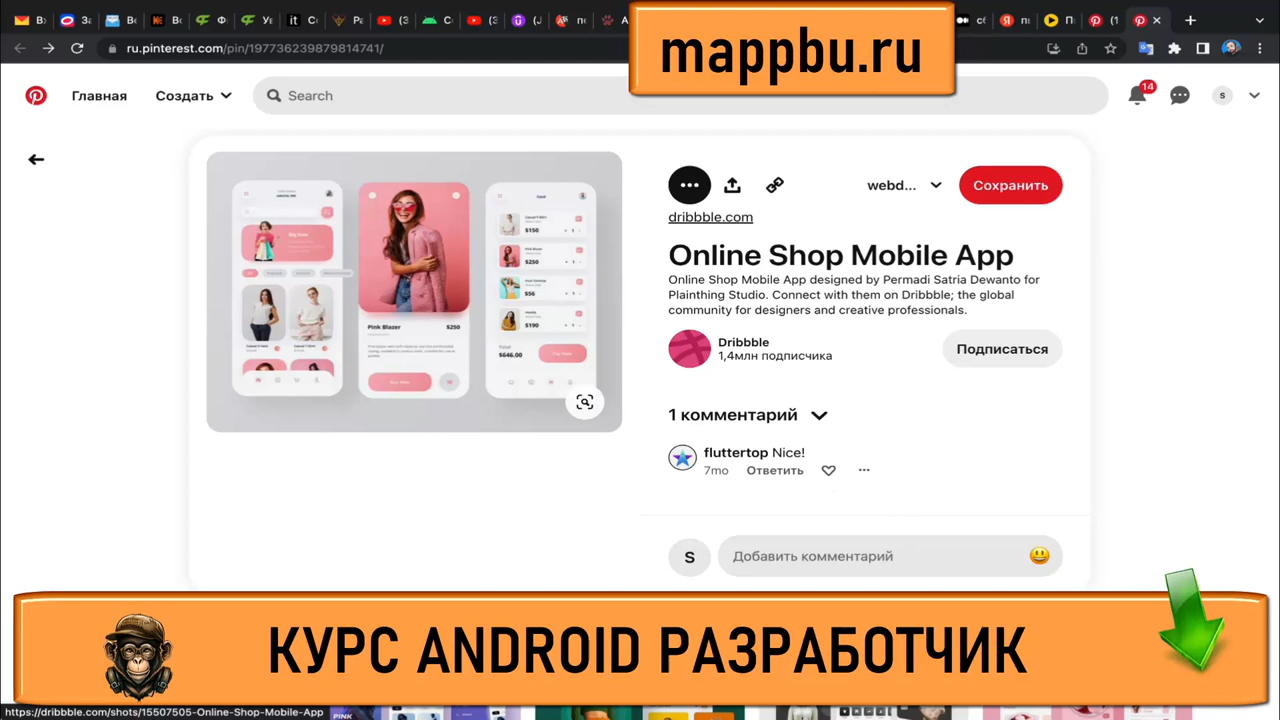 mappbu.ru
ru.pinterest.com/pin/197736239879814741/
Главная
Создать
Search
14
s
webd...
Сохранить
dribbble.com
Online Shop Mobile App
Online Shop Mobile App designed by Permadi Satria Dewanto for
Plainthing Studio. Connect with them on Dribbble; the global
community for designers and creative professionals.
Dribbble
1,4млн подписчика
Подписаться
1 комментарий
fluttertop Nice!
7mo
Ответить
S
Добавить комментарий
Pink Blazer
$250
$150
$250
$56
$190
$646.00
КУРС ANDROID РАЗРАБОТЧИК
https://dribbble.com/shots/15507505-Online-Shop-Mobile-App
PINK